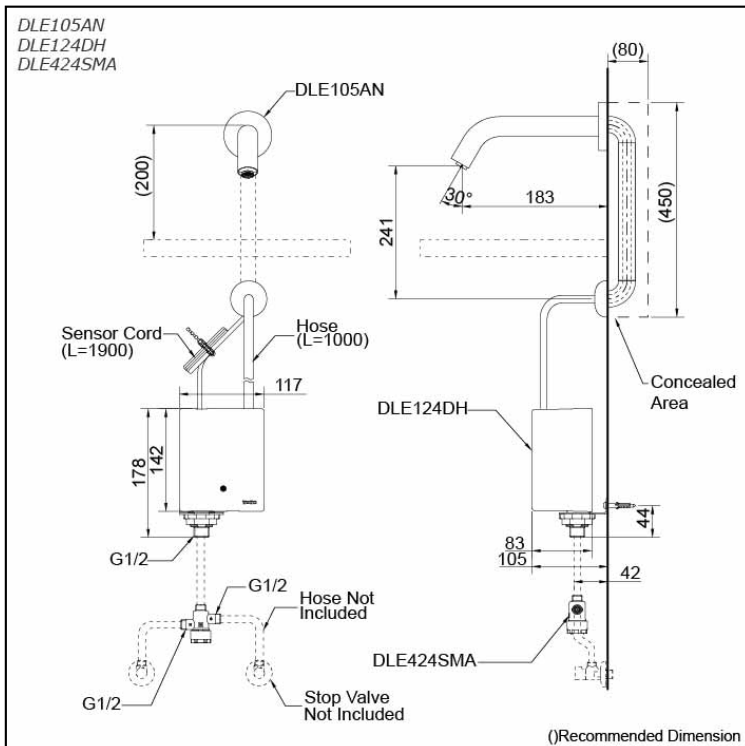 DLE105AN
DLE124DH
DLE424SMA
(80)
DLE105AN
(200)
30°
183
241
(450)
Sensor Cord
(L=1900)
Hose
(L=1000)
117
Concealed
Area
DLE124DH
178
142
44
83
105
42
G1/2
G1/2
Hose Not
Included
DLE424SMA
G1/2
Stop Valve
Not Included
()Recommended Dimension